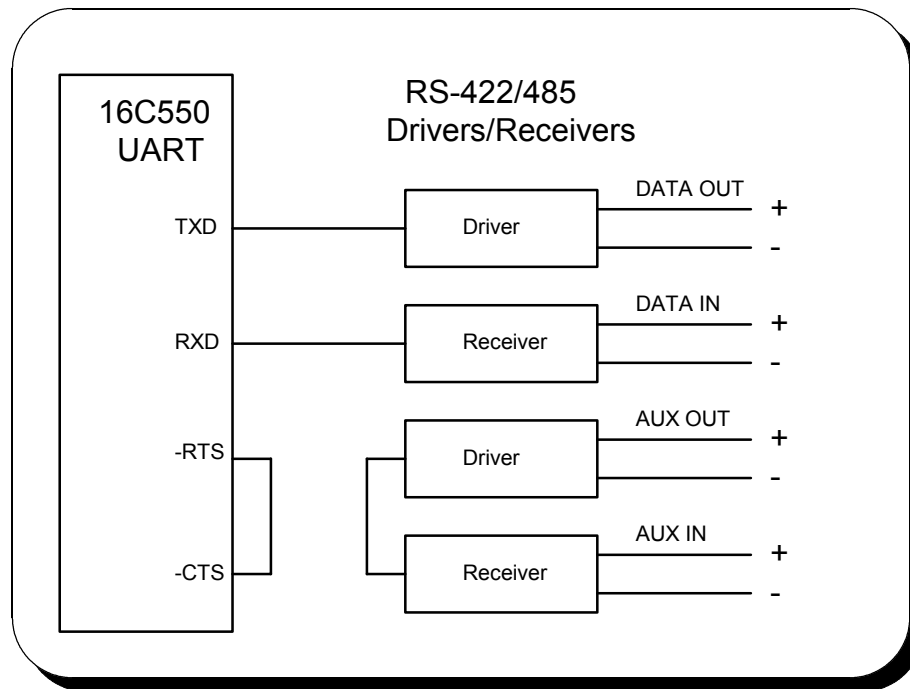 16C550
UART
RS-422/485
Drivers/Receivers
TXD
Driver
DATA OUT
+
-
RXD
Receiver
DATA IN
+
-
-RTS
Driver
AUX OUT
+
-
-CTS
Receiver
AUX IN
+
-